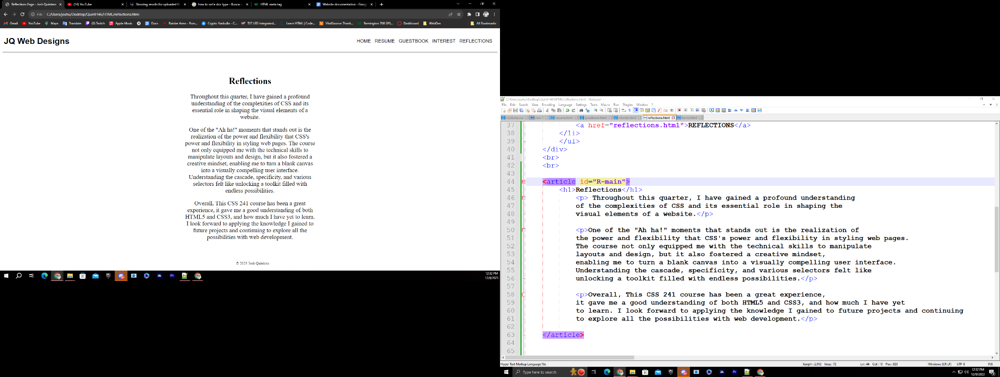 Reflections Page - Josh Quintero
(16) YouTube
Showing results for uploaded fil
how to wrtie doc type - Buscar
HTML meta tag
Website documentation - Googl
File C:/Users/joshu/Desktop/Quin9146/HTML/reflections.html
Gmail YouTube Maps Translate (3) Twitch Apple Music Docs Rainier Arms - Purv... Crypto Hasbulla - C... TST LED Integrated... Learn HTML | Code... VitalSource: Thank... Remington 700 SPS... Dashboard WebDev All Bookmarks
JQ Web Designs
HOME RESUME GUESTBOOK INTEREST REFLECTIONS
Reflections
Throughout this quarter, I have gained a profound
understanding of the complexities of CSS and its
essential role in shaping the visual elements of a
website.
One of the "Ah ha!" moments that stands out is the
realization of the power and flexibility that CSS's
power and flexibility in styling web pages. The course
not only equipped me with the technical skills to
manipulate layouts and design, but it also fostered a
creative mindset, enabling me to turn a blank canvas
into a visually compelling user interface.
Understanding the cascade, specificity, and various
selectors felt like unlocking a toolkit filled with
endless possibilities.
Overall, This CSS 241 course has been a great
experience, it gave me a good understanding of both
HTML5 and CSS3, and how much I have yet to learn.
I look forward to applying the knowledge I gained to
future projects and continuing to explore all the
possibilities with web development.
© 2023 Josh Quintero
12:32 PM
12/8/2023
C:\Users\joshu\Desktop\Quin9146\HTML\reflections.html - Notepad++
File Edit Search View Encoding Language Settings Tools Macro Run Plugins Window ?
myStyles.css new 1 resume.html guestbook.html interest.html reflections.html home.html
37 <a href="reflections.html">REFLECTIONS</a>
38 </li>
39 </ul>
40 </div>
41 <br>
42 <br>
43
44 <article id="R-main">
45 <h1>Reflections</h1>
46 <p> Throughout this quarter, I have gained a profound understanding
47 of the complexities of CSS and its essential role in shaping the
48 visual elements of a website.</p>
49
50 <p>One of the "Ah ha!" moments that stands out is the realization of
51 the power and flexibility that CSS's power and flexibility in styling web pages.
52 The course not only equipped me with the technical skills to manipulate
53 layouts and design, but it also fostered a creative mindset,
54 enabling me to turn a blank canvas into a visually compelling user interface.
55 Understanding the cascade, specificity, and various selectors felt like
56 unlocking a toolkit filled with endless possibilities.</p>
57
58 <p>Overall, This CSS 241 course has been a great experience,
59 it gave me a good understanding of both HTML5 and CSS3, and how much I have yet
60 to learn. I look forward to applying the knowledge I gained to future projects and continuing
61 to explore all the possibilities with web development.</p>
62
63 </article>
64
65
Hyper Text Markup Language file length : 2,012 lines : 72 Ln : 44 Col : 10 Pos : 823 Windows (CR LF) UTF-8 INS
Type here to search
12:32 PM
12/8/2023